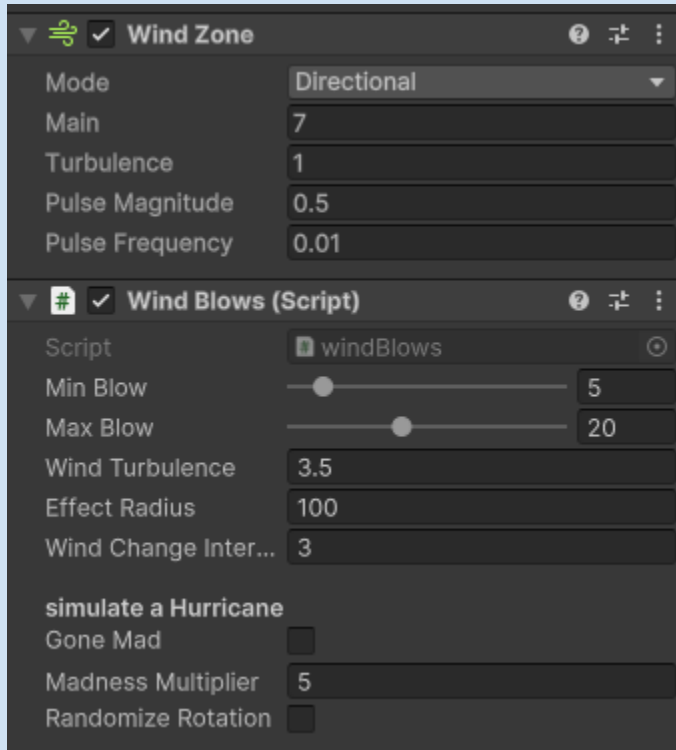 Wind Zone
Mode Directional
Main 7
Turbulence 1
Pulse Magnitude 0.5
Pulse Frequency 0.01
# Wind Blows (Script)
Script # windBlows
Min Blow 5
Max Blow 20
Wind Turbulence 3.5
Effect Radius 100
Wind Change Inter... 3
simulate a Hurricane
Gone Mad
Madness Multiplier 5
Randomize Rotation